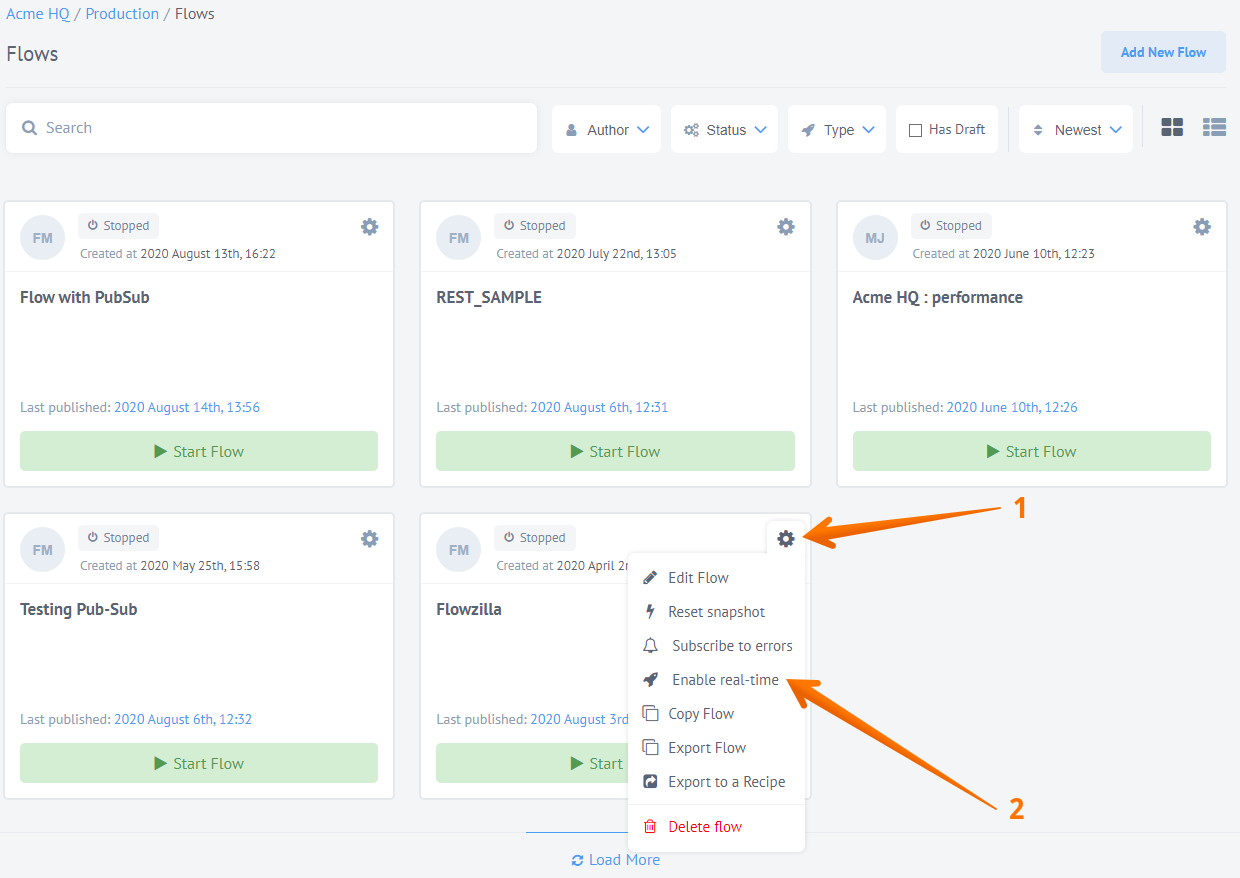 Acme HQ / Production / Flows
Flows
Add New Flow
Search
Author
Status
Type
Has Draft
Newest
FM
Stopped
Created at 2020 August 13th, 16:22
Flow with PubSub
Last published: 2020 August 14th, 13:56
Start Flow
FM
Stopped
Created at 2020 July 22nd, 13:05
REST_SAMPLE
Last published: 2020 August 6th, 12:31
Start Flow
MJ
Stopped
Created at 2020 June 10th, 12:23
Acme HQ : performance
Last published: 2020 June 10th, 12:26
Start Flow
FM
Stopped
Created at 2020 May 25th, 15:58
Testing Pub-Sub
Last published: 2020 August 6th, 12:32
Start Flow
FM
Stopped
Created at 2020 April 2n
Flowzilla
Last published: 2020 August 3rd
Start
1
Edit Flow
Reset snapshot
Subscribe to errors
Enable real-time
Copy Flow
Export Flow
Export to a Recipe
Delete flow
2
Load More